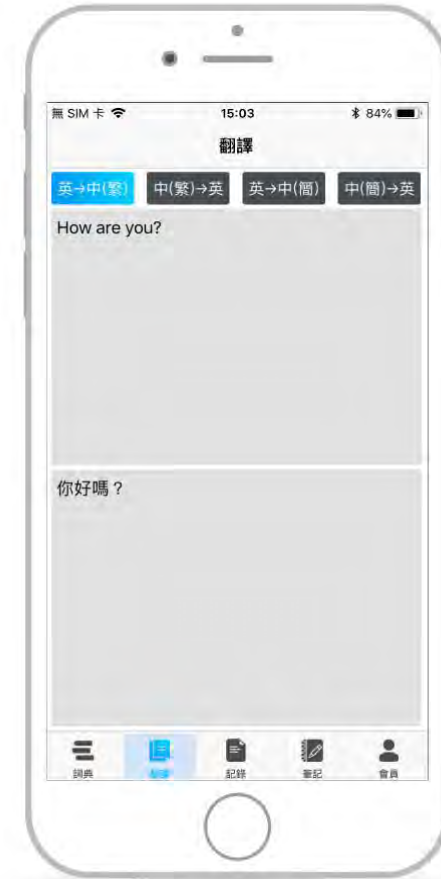 無 SIM 卡 15:03 84%
翻譯
英→中(繁) 中(繁)→英 英→中(簡) 中(簡)→英
How are you?
你好嗎？
詞典 翻譯 記錄 筆記 會員